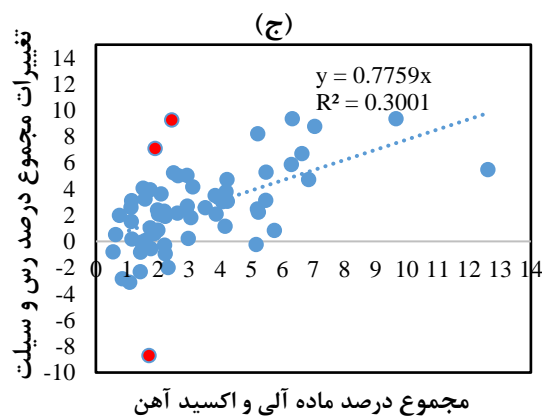 (ج)
y = 0.7759x
R² = 0.3001
تغییرات مجموع درصد رس و سیلت
14
12
10
8
6
4
2
0
-2
-4
-6
-8
-10
0 1 2 3 4 5 6 7 8 9 10 11 12 13 14
مجموع درصد ماده آلی و اکسید آهن